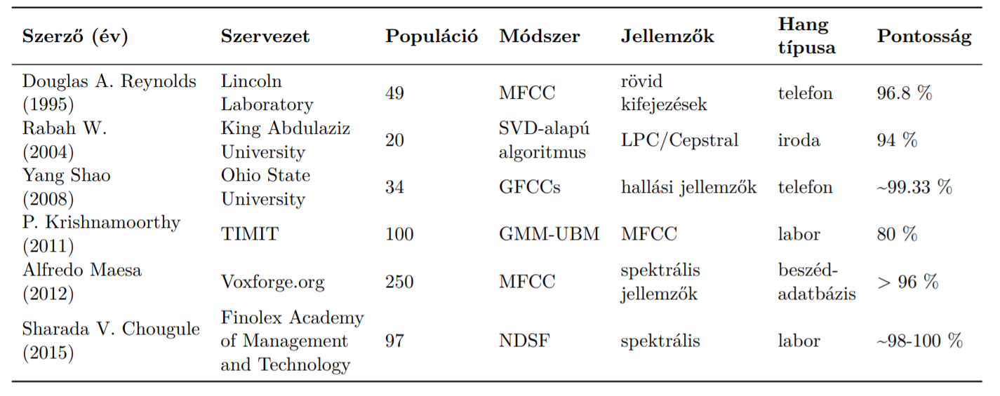 Szerző (év) Szervezet Populáció Módszer Jellemzők Hang típusa Pontosság
Douglas A. Reynolds (1995) Lincoln Laboratory 49 MFCC rövid kifejezések telefon 96.8 %
Rabah W. (2004) King Abdulaziz University 20 SVD-alapú algoritmus LPC/Cepstral iroda 94 %
Yang Shao (2008) Ohio State University 34 GFCCs hallási jellemzők telefon ~99.33 %
P. Krishnamoorthy (2011) TIMIT 100 GMM-UBM MFCC labor 80 %
Alfredo Maesa (2012) Voxforge.org 250 MFCC spektrális jellemzők beszéd-adatbázis > 96 %
Sharada V. Chougule (2015) Finolex Academy of Management and Technology 97 NDSF spektrális labor ~98-100 %